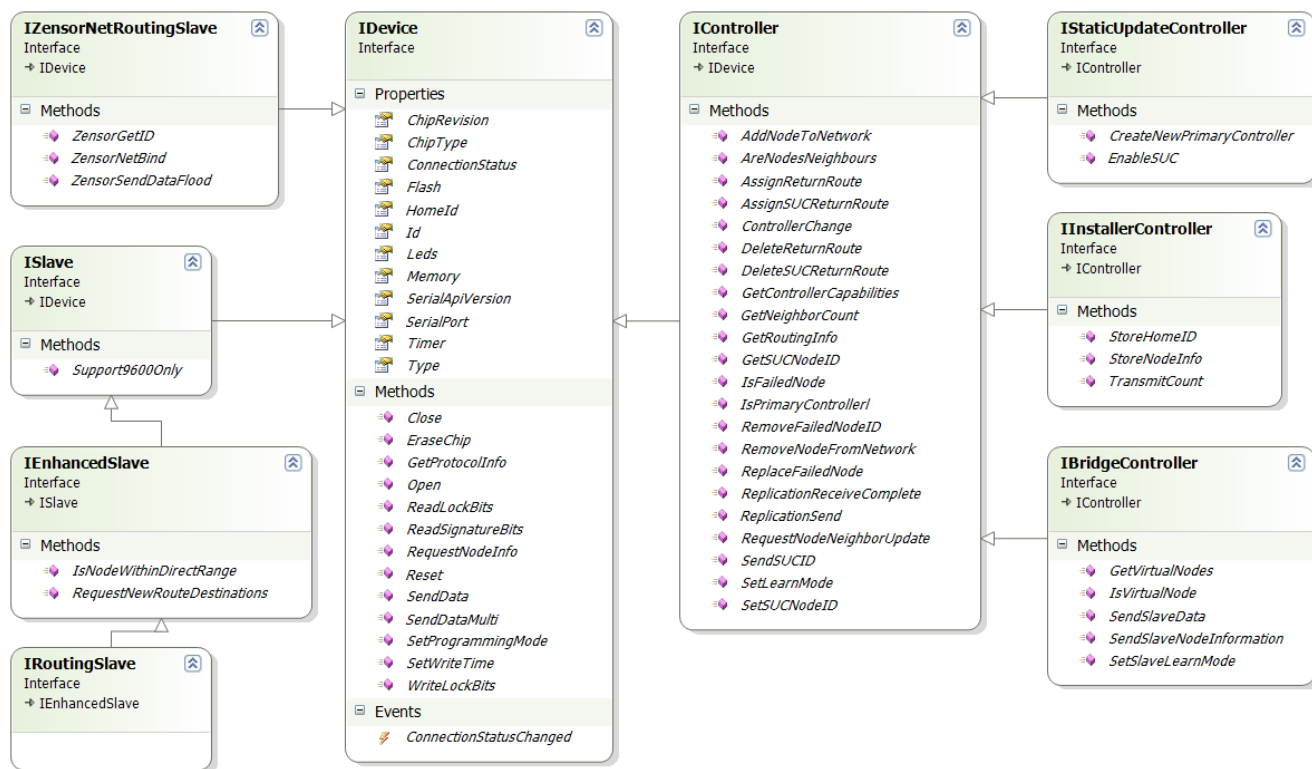 IZensorNetRoutingSlave
Interface
IDevice
Methods
ZensorGetID
ZensorNetBind
ZensorSendDataFlood
ISlave
Interface
IDevice
Methods
Support9600Only
IEnhancedSlave
Interface
ISlave
Methods
IsNodeWithinDirectRange
RequestNewRouteDestinations
IRoutingSlave
Interface
IEnhancedSlave
IDevice
Interface
Properties
ChipRevision
ChipType
ConnectionStatus
Flash
HomeId
Id
Leds
Memory
SerialApiVersion
SerialPort
Timer
Type
Methods
Close
EraseChip
GetProtocolInfo
Open
ReadLockBits
ReadSignatureBits
RequestNodeInfo
Reset
SendData
SendDataMulti
SetProgrammingMode
SetWriteTime
WriteLockBits
Events
ConnectionStatusChanged
IController
Interface
IDevice
Methods
AddNodeToNetwork
AreNodesNeighbours
AssignReturnRoute
AssignSUCReturnRoute
ControllerChange
DeleteReturnRoute
DeleteSUCReturnRoute
GetControllerCapabilities
GetNeighborCount
GetRoutingInfo
GetSUCNodeID
IsFailedNode
IsPrimaryControllerl
RemoveFailedNodeID
RemoveNodeFromNetwork
ReplaceFailedNode
ReplicationReceiveComplete
ReplicationSend
RequestNodeNeighborUpdate
SendSUCID
SetLearnMode
SetSUCNodeID
IStaticUpdateController
Interface
IController
Methods
CreateNewPrimaryController
EnableSUC
IInstallerController
Interface
IController
Methods
StoreHomeID
StoreNodeInfo
TransmitCount
IBridgeController
Interface
IController
Methods
GetVirtualNodes
IsVirtualNode
SendSlaveData
SendSlaveNodeInformation
SetSlaveLearnMode